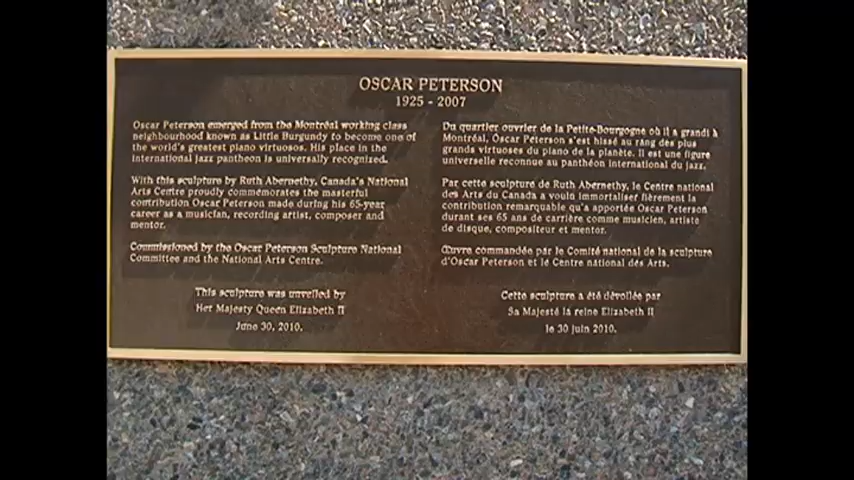 OSCAR PETERSON
1925 - 2007
Oscar Peterson emerged from the Montréal working class
neighbourhood known as Little Burgundy to become one of
the world's greatest piano virtuosos. His place in the
international jazz pantheon is universally recognized.
With this sculpture by Ruth Abernethy, Canada's National
Arts Centre proudly commemorates the masterful
contribution Oscar Peterson made during his 65-year
career as a musician, recording artist, composer and
mentor.
Commissioned by the Oscar Peterson Sculpture National
Committee and the National Arts Centre.
This sculpture was unveiled by
Her Majesty Queen Elizabeth II
June 30, 2010.
Du quartier ouvrier de la Petite-Bourgogne où il a grandi à
Montréal, Oscar Peterson s'est hissé au rang des plus
grands virtuoses du piano de la planète. Il est une figure
universelle reconnue au panthéon international du jazz.
Par cette sculpture de Ruth Abernethy, le Centre national
des Arts du Canada a voulu immortaliser fièrement la
contribution remarquable qu'a apportée Oscar Peterson
durant ses 65 ans de carrière comme musicien, artiste
de disque, compositeur et mentor.
Œuvre commandée par le Comité national de la sculpture
d'Oscar Peterson et le Centre national des Arts.
Cette sculpture a été dévoilée par
Sa Majesté la reine Elizabeth II
le 30 juin 2010.